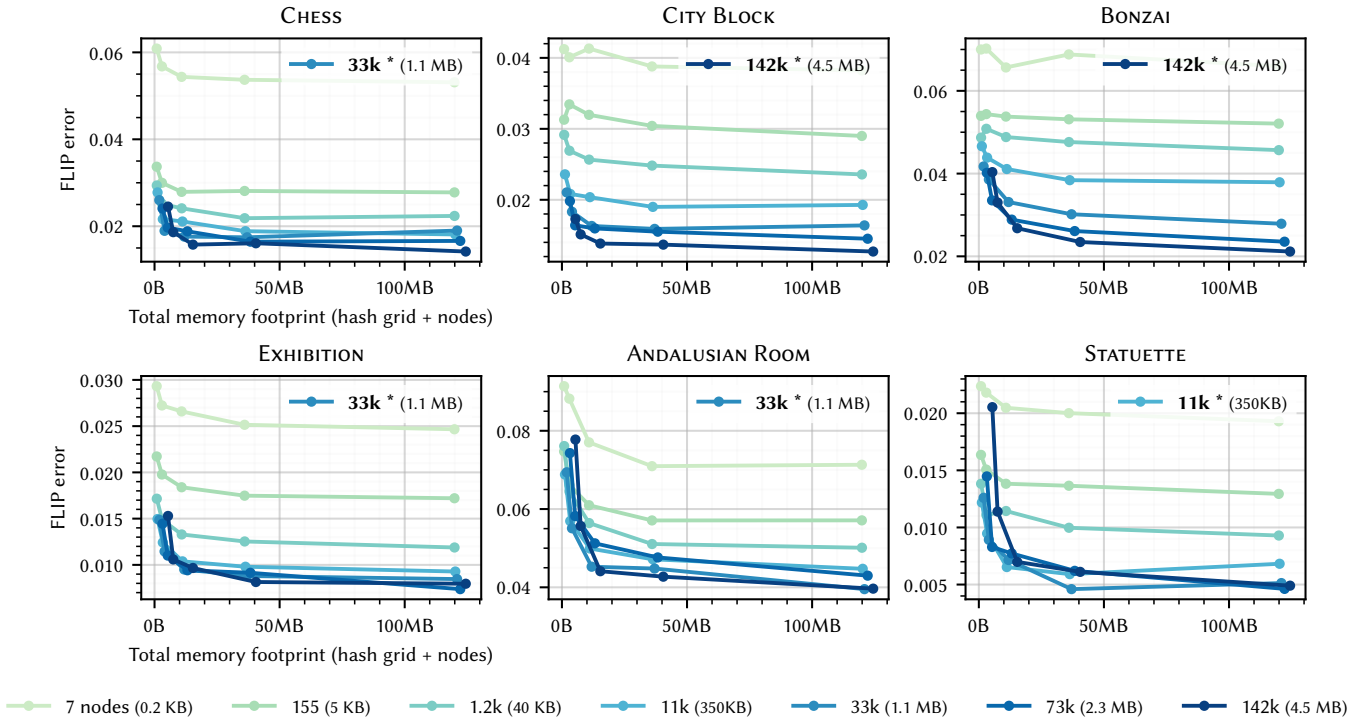 CHESS
CITY BLOCK
BONZAI
33k * (1.1 MB)
142k * (4.5 MB)
142k * (4.5 MB)
FLIP error
0.06
0.04
0.02
0.04
0.03
0.02
0.06
0.04
0.02
0B 50MB 100MB
0B 50MB 100MB
0B 50MB 100MB
Total memory footprint (hash grid + nodes)
EXHIBITION
ANDALUSIAN ROOM
STATUETTE
33k * (1.1 MB)
33k * (1.1 MB)
11k * (350KB)
FLIP error
0.030
0.025
0.020
0.015
0.010
0.08
0.06
0.04
0.020
0.015
0.010
0.005
0B 50MB 100MB
0B 50MB 100MB
0B 50MB 100MB
Total memory footprint (hash grid + nodes)
7 nodes (0.2 KB) 155 (5 KB) 1.2k (40 KB) 11k (350KB) 33k (1.1 MB) 73k (2.3 MB) 142k (4.5 MB)